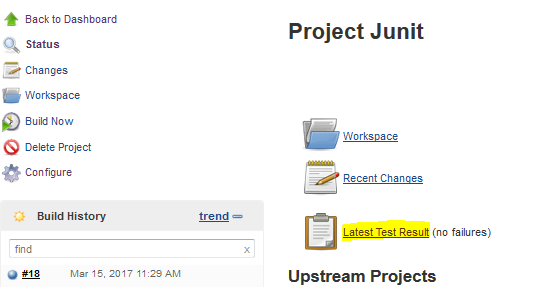 Back to Dashboard
Status
Changes
Workspace
Build Now
Delete Project
Configure
Build History trend
find x
#18 Mar 15, 2017 11:29 AM
Project Junit
Workspace
Recent Changes
Latest Test Result (no failures)
Upstream Projects